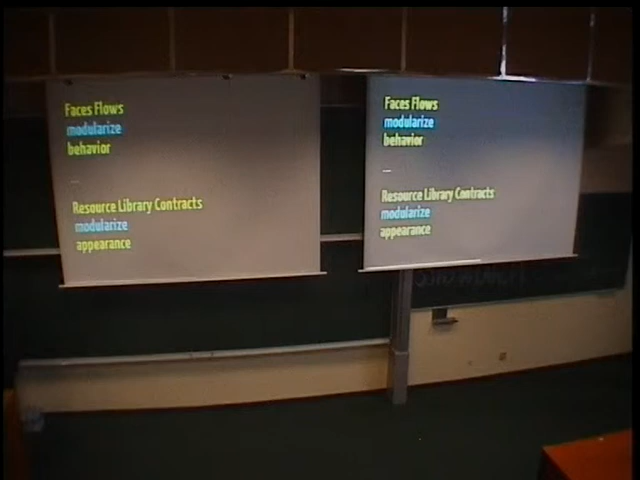 Faces Flows
modularize
behavior
...
Resource Library Contracts
modularize
appearance
Faces Flows
modularize
behavior
...
Resource Library Contracts
modularize
appearance